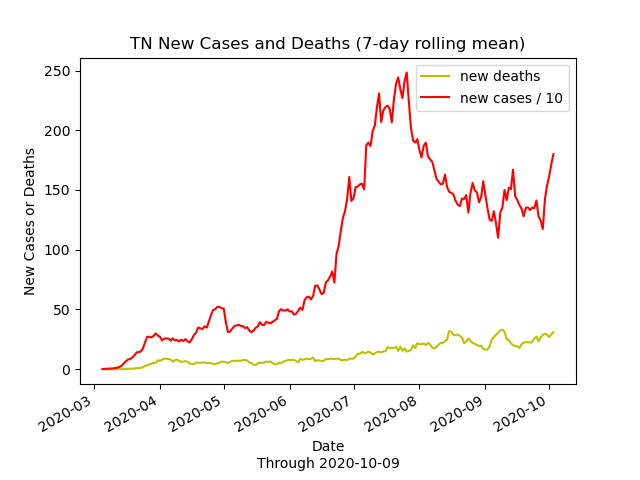 TN New Cases and Deaths (7-day rolling mean)
new deaths
new cases / 10
250
200
150
100
50
0
New Cases or Deaths
2020-03
2020-04
2020-05
2020-06
2020-07
2020-08
2020-09
2020-10
Date
Through 2020-10-09